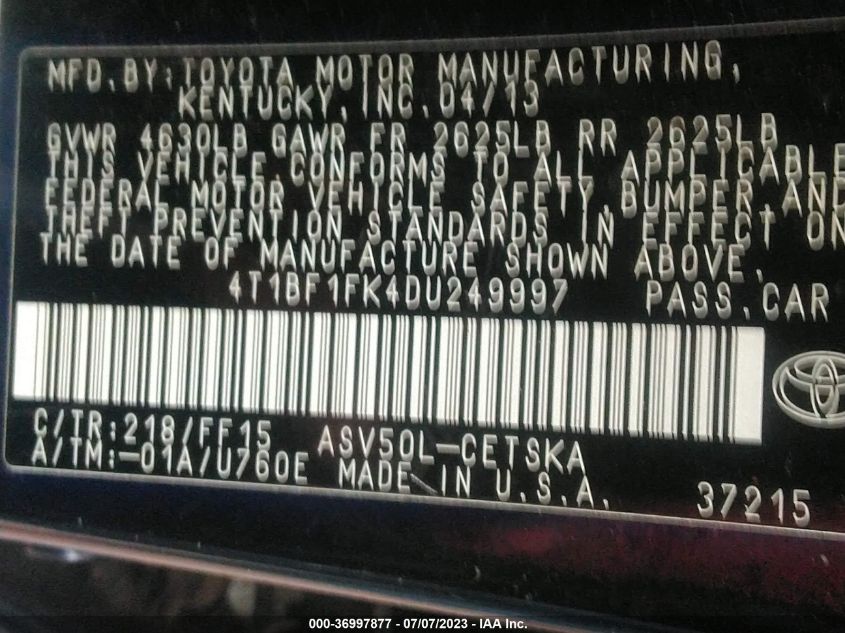 MFD. BY: TOYOTA MOTOR MANUFACTURING,
KENTUCKY, INC. 04/13
GVWR 4630LB GAWR FR 2625LB RR 2625LB
THIS VEHICLE CONFORMS TO ALL APPLICABLE
FEDERAL MOTOR VEHICLE SAFETY, BUMPER, AND
THEFT PREVENTION STANDARDS IN EFFECT ON
THE DATE OF MANUFACTURE SHOWN ABOVE.
4T1BF1FK4DU249997 PASS. CAR
C/TR: 218/FF15 ASV50L-CETSKA
A/TM: -01A/U760E MADE IN U.S.A. 37215
000-36997877 - 07/07/2023 - IAA Inc.